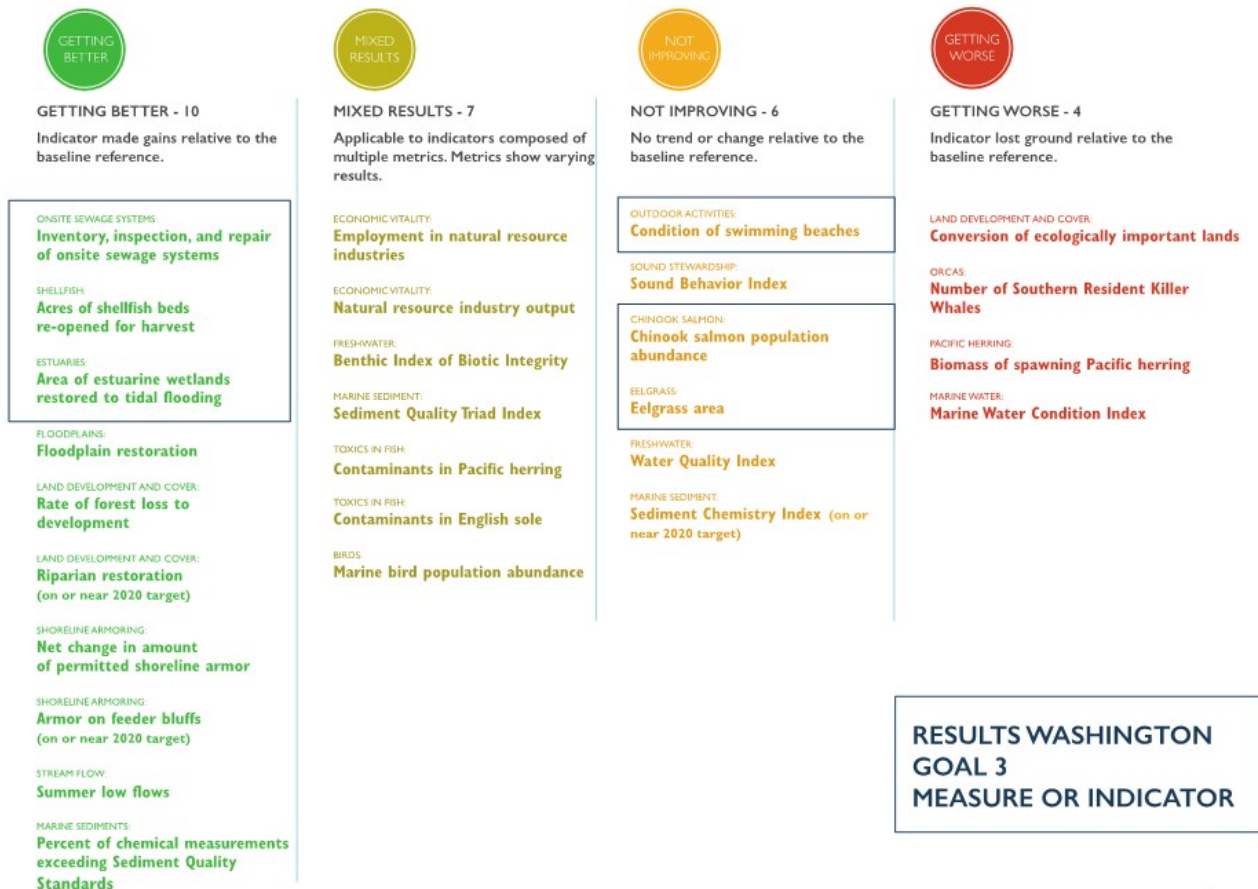 GETTING
BETTER
GETTING BETTER - 10
Indicator made gains relative to the
baseline reference.
ONSITE SEWAGE SYSTEMS:
Inventory, inspection, and repair
of onsite sewage systems
SHELLFISH:
Acres of shellfish beds
re-opened for harvest
ESTUARIES:
Area of estuarine wetlands
restored to tidal flooding
FLOODPLAINS:
Floodplain restoration
LAND DEVELOPMENT AND COVER:
Rate of forest loss to
development
LAND DEVELOPMENT AND COVER:
Riparian restoration
(on or near 2020 target)
SHORELINE ARMORING:
Net change in amount
of permitted shoreline armor
SHORELINE ARMORING:
Armor on feeder bluffs
(on or near 2020 target)
STREAM FLOW:
Summer low flows
MARINE SEDIMENTS:
Percent of chemical measurements
exceeding Sediment Quality
Standards
MIXED
RESULTS
MIXED RESULTS - 7
Applicable to indicators composed of
multiple metrics. Metrics show varying
results.
ECONOMIC VITALITY:
Employment in natural resource
industries
ECONOMIC VITALITY:
Natural resource industry output
FRESHWATER:
Benthic Index of Biotic Integrity
MARINE SEDIMENT:
Sediment Quality Triad Index
TOXICS IN FISH:
Contaminants in Pacific herring
TOXICS IN FISH:
Contaminants in English sole
BIRDS:
Marine bird population abundance
NOT
IMPROVING
NOT IMPROVING - 6
No trend or change relative to the
baseline reference.
OUTDOOR ACTIVITIES:
Condition of swimming beaches
SOUND STEWARDSHIP:
Sound Behavior Index
CHINOOK SALMON:
Chinook salmon population
abundance
EELGRASS:
Eelgrass area
FRESHWATER:
Water Quality Index
MARINE SEDIMENT:
Sediment Chemistry Index (on or
near 2020 target)
GETTING
WORSE
GETTING WORSE - 4
Indicator lost ground relative to the
baseline reference.
LAND DEVELOPMENT AND COVER:
Conversion of ecologically important lands
ORCAS:
Number of Southern Resident Killer
Whales
PACIFIC HERRING:
Biomass of spawning Pacific herring
MARINE WATER:
Marine Water Condition Index
RESULTS WASHINGTON
GOAL 3
MEASURE OR INDICATOR